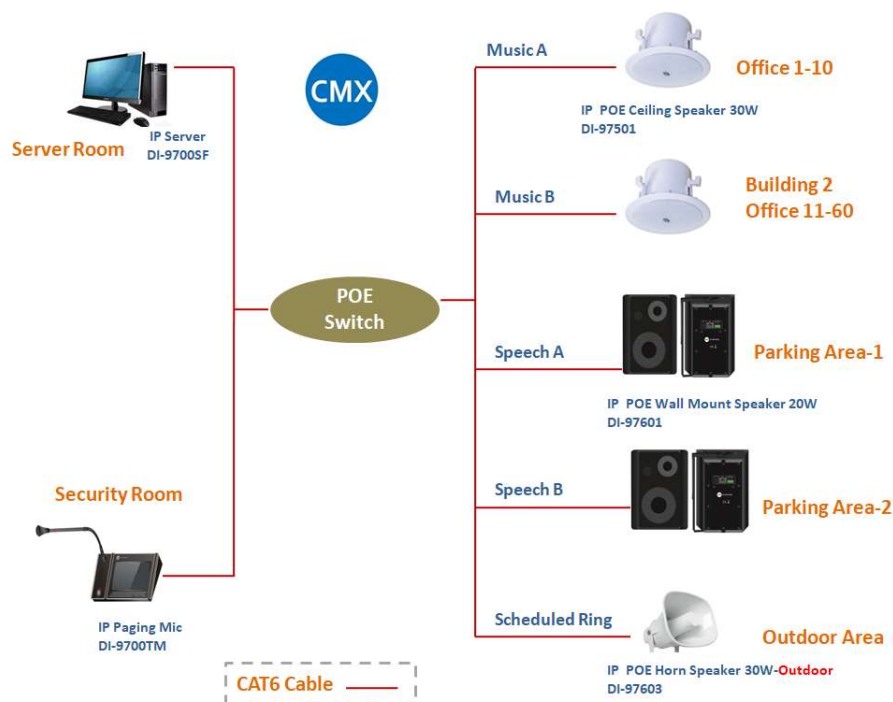 Music A
CMX
Office 1-10
IP POE Ceiling Speaker 30W
DI-97501
IP Server
DI-9700SF
Server Room
Music B
Building 2
Office 11-60
POE
Switch
Speech A
Parking Area-1
IP POE Wall Mount Speaker 20W
DI-97601
Security Room
Speech B
Parking Area-2
IP Paging Mic
DI-9700TM
Scheduled Ring
Outdoor Area
IP POE Horn Speaker 30W-Outdoor
DI-97603
CAT6 Cable